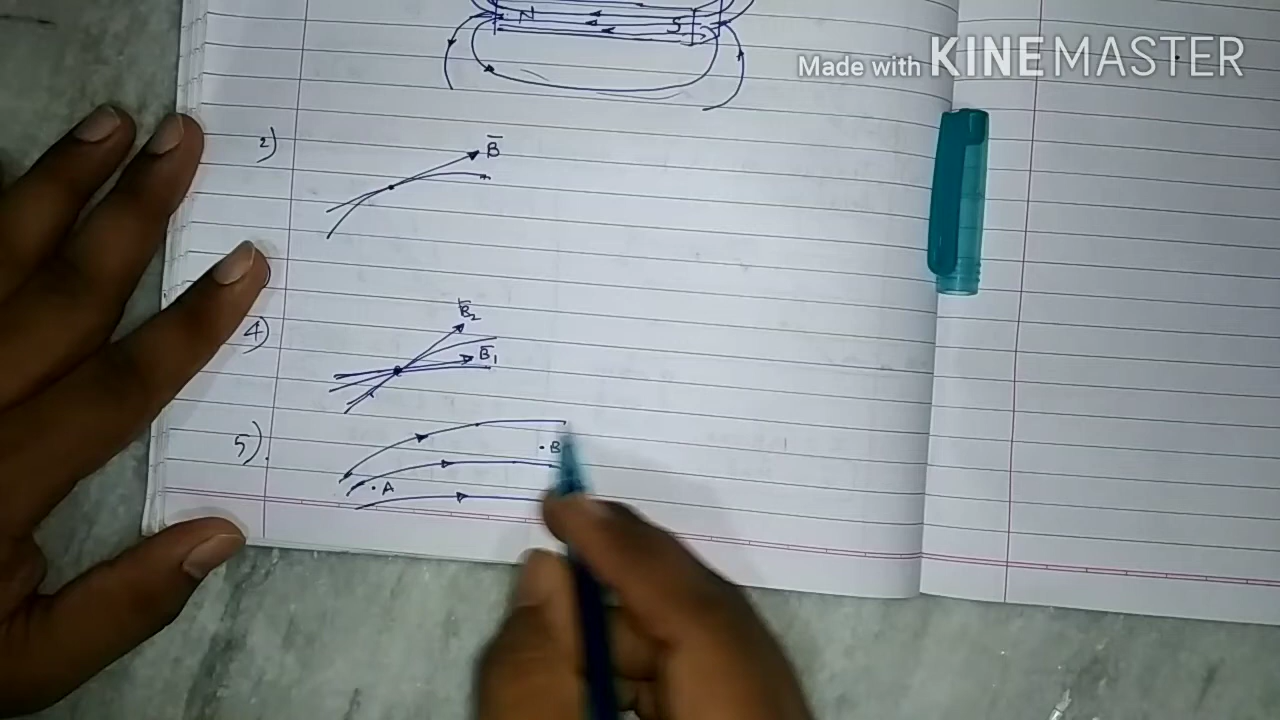 Made with KINEMASTER
N S
2)
B̅
4)
B̅₂
B̅₁
5).
.B
.A